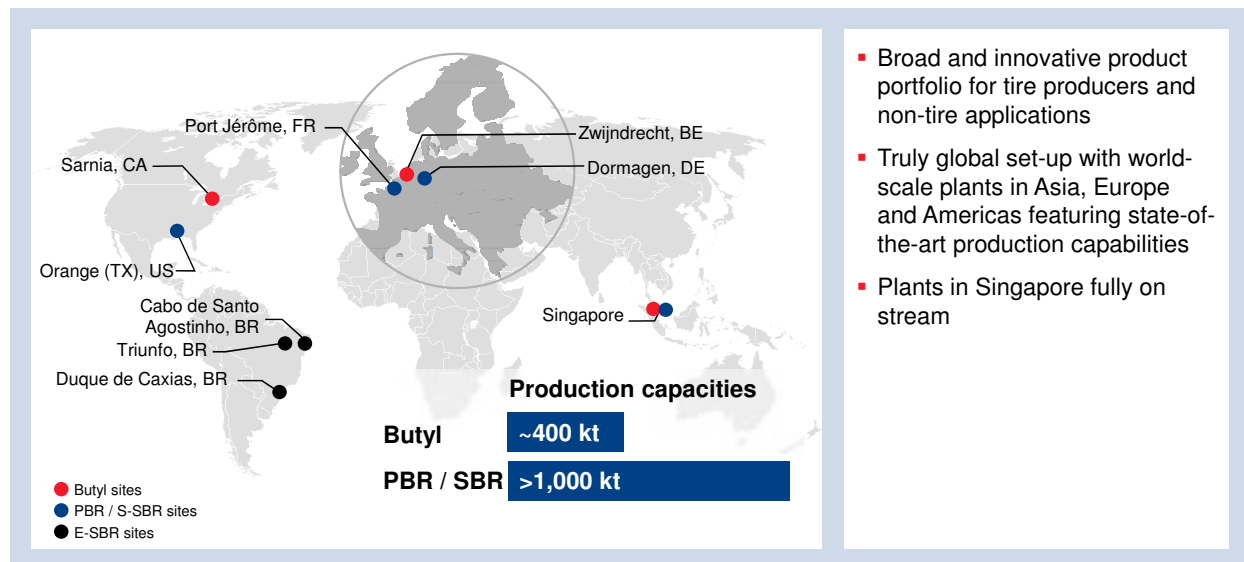 Port Jérôme, FR
Zwijndrecht, BE
Sarnia, CA
Dormagen, DE
Orange (TX), US
Cabo de Santo
Agostinho, BR
Singapore
Triunfo, BR
Duque de Caxias, BR
Production capacities
Butyl
~400 kt
PBR / SBR
>1,000 kt
Butyl sites
PBR / S-SBR sites
E-SBR sites
Broad and innovative product
portfolio for tire producers and
non-tire applications
Truly global set-up with world-
scale plants in Asia, Europe
and Americas featuring state-of-
the-art production capabilities
Plants in Singapore fully on
stream